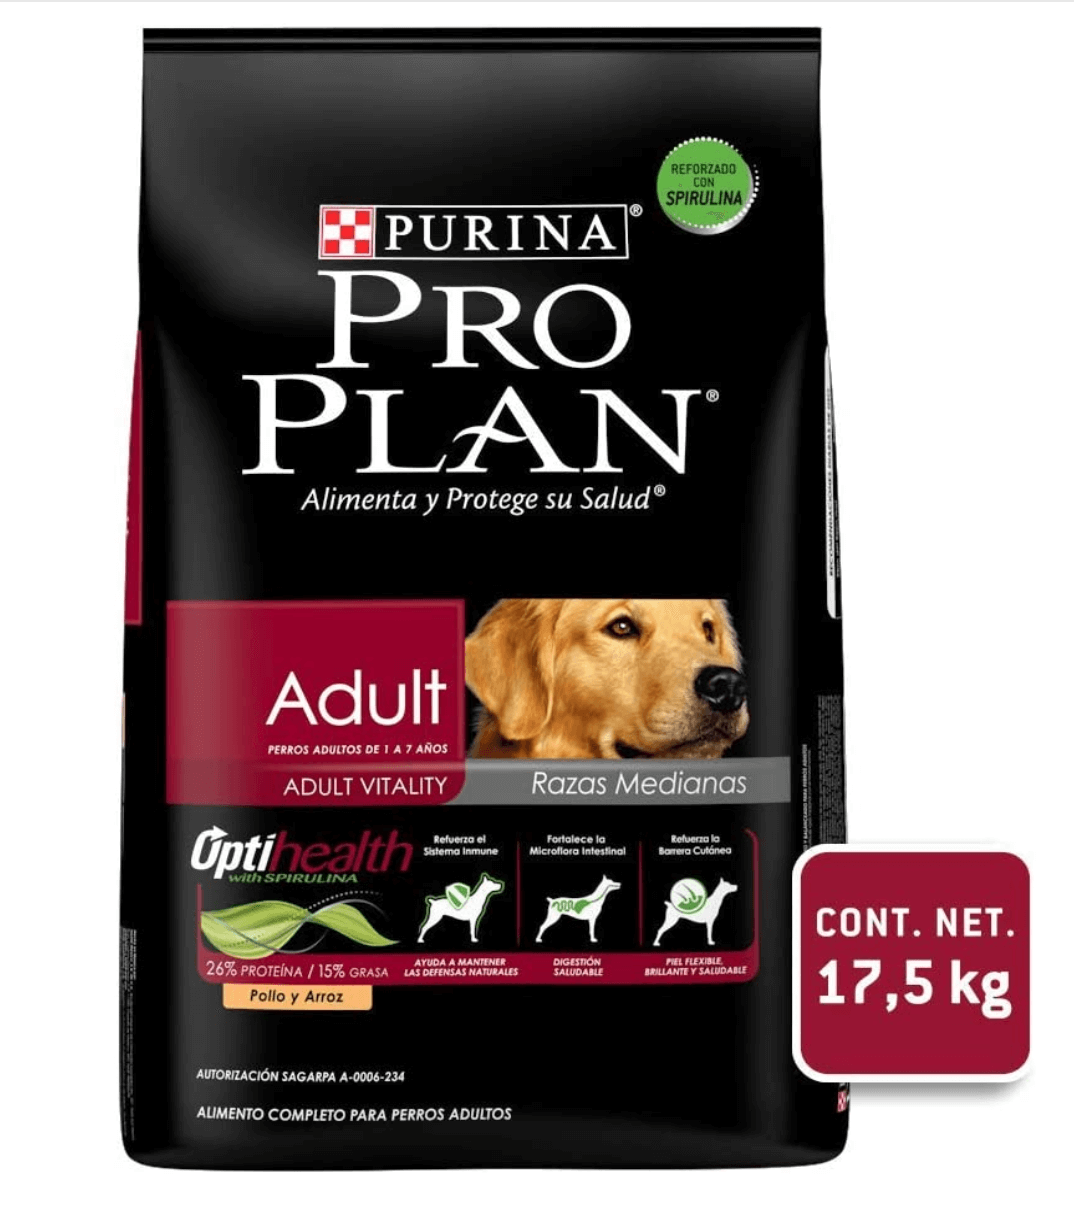 REFORZADO
CON
SPIRULINA
PURINA®
PRO
PLAN®
Alimenta y Protege su Salud®
Adult
PERROS ADULTOS DE 1 A 7 AÑOS
ADULT VITALITY
Razas Medianas
Optihealth
with SPIRULINA
Refuerza el
Sistema Inmune
Fortalece la
Microflora Intestinal
Refuerza la
Barrera Cutánea
26% PROTEÍNA / 15% GRASA
AYUDA A MANTENER
LAS DEFENSAS NATURALES
DIGESTIÓN
SALUDABLE
PIEL FLEXIBLE,
BRILLANTE Y SALUDABLE
Pollo y Arroz
CONT. NET.
17,5 kg
AUTORIZACIÓN SAGARPA A-0006-234
ALIMENTO COMPLETO PARA PERROS ADULTOS